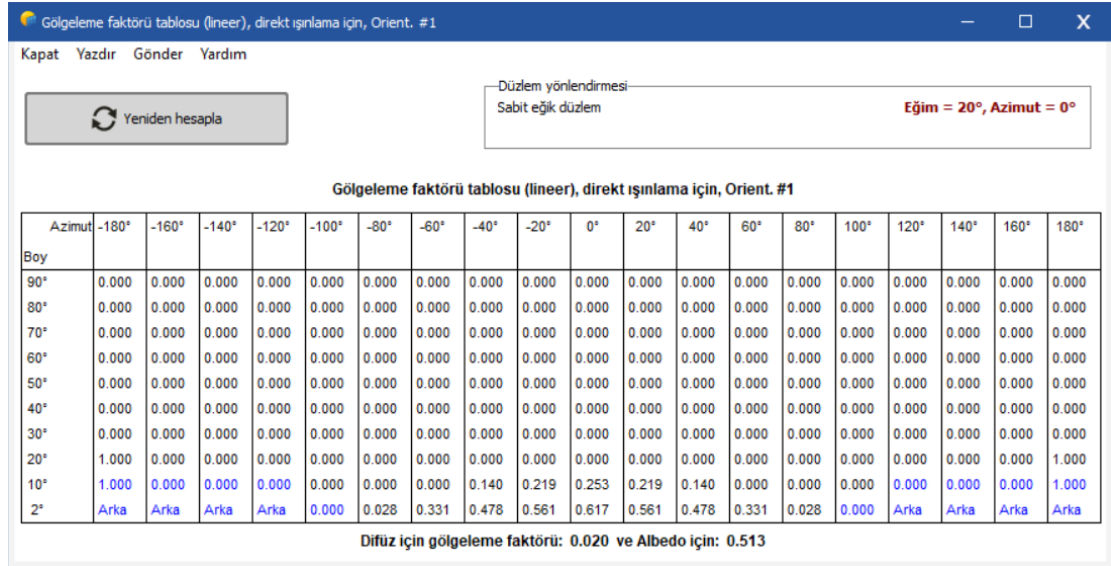 Gölgeleme faktörü tablosu (lineer), direkt ışınlama için, Orient. #1
Kapat Yazdır Gönder Yardım
Düzlem yönlendirmesi
Yeniden hesapla
Sabit eğik düzlem Eğim = 20°, Azimut = 0°
Gölgeleme faktörü tablosu (lineer), direkt ışınlama için, Orient. #1
Azimut -180° -160° -140° -120° -100° -80° -60° -40° -20° 0° 20° 40° 60° 80° 100° 120° 140° 160° 180°
Boy
90° 0.000 0.000 0.000 0.000 0.000 0.000 0.000 0.000 0.000 0.000 0.000 0.000 0.000 0.000 0.000 0.000 0.000 0.000 0.000
80° 0.000 0.000 0.000 0.000 0.000 0.000 0.000 0.000 0.000 0.000 0.000 0.000 0.000 0.000 0.000 0.000 0.000 0.000 0.000
70° 0.000 0.000 0.000 0.000 0.000 0.000 0.000 0.000 0.000 0.000 0.000 0.000 0.000 0.000 0.000 0.000 0.000 0.000 0.000
60° 0.000 0.000 0.000 0.000 0.000 0.000 0.000 0.000 0.000 0.000 0.000 0.000 0.000 0.000 0.000 0.000 0.000 0.000 0.000
50° 0.000 0.000 0.000 0.000 0.000 0.000 0.000 0.000 0.000 0.000 0.000 0.000 0.000 0.000 0.000 0.000 0.000 0.000 0.000
40° 0.000 0.000 0.000 0.000 0.000 0.000 0.000 0.000 0.000 0.000 0.000 0.000 0.000 0.000 0.000 0.000 0.000 0.000 0.000
30° 0.000 0.000 0.000 0.000 0.000 0.000 0.000 0.000 0.000 0.000 0.000 0.000 0.000 0.000 0.000 0.000 0.000 0.000 0.000
20° 1.000 0.000 0.000 0.000 0.000 0.000 0.000 0.000 0.000 0.000 0.000 0.000 0.000 0.000 0.000 0.000 0.000 0.000 1.000
10° 1.000 0.000 0.000 0.000 0.000 0.000 0.000 0.140 0.219 0.253 0.219 0.140 0.000 0.000 0.000 0.000 0.000 0.000 1.000
2° Arka Arka Arka Arka 0.000 0.028 0.331 0.478 0.561 0.617 0.561 0.478 0.331 0.028 0.000 Arka Arka Arka Arka
Difüz için gölgeleme faktörü: 0.020 ve Albedo için: 0.513